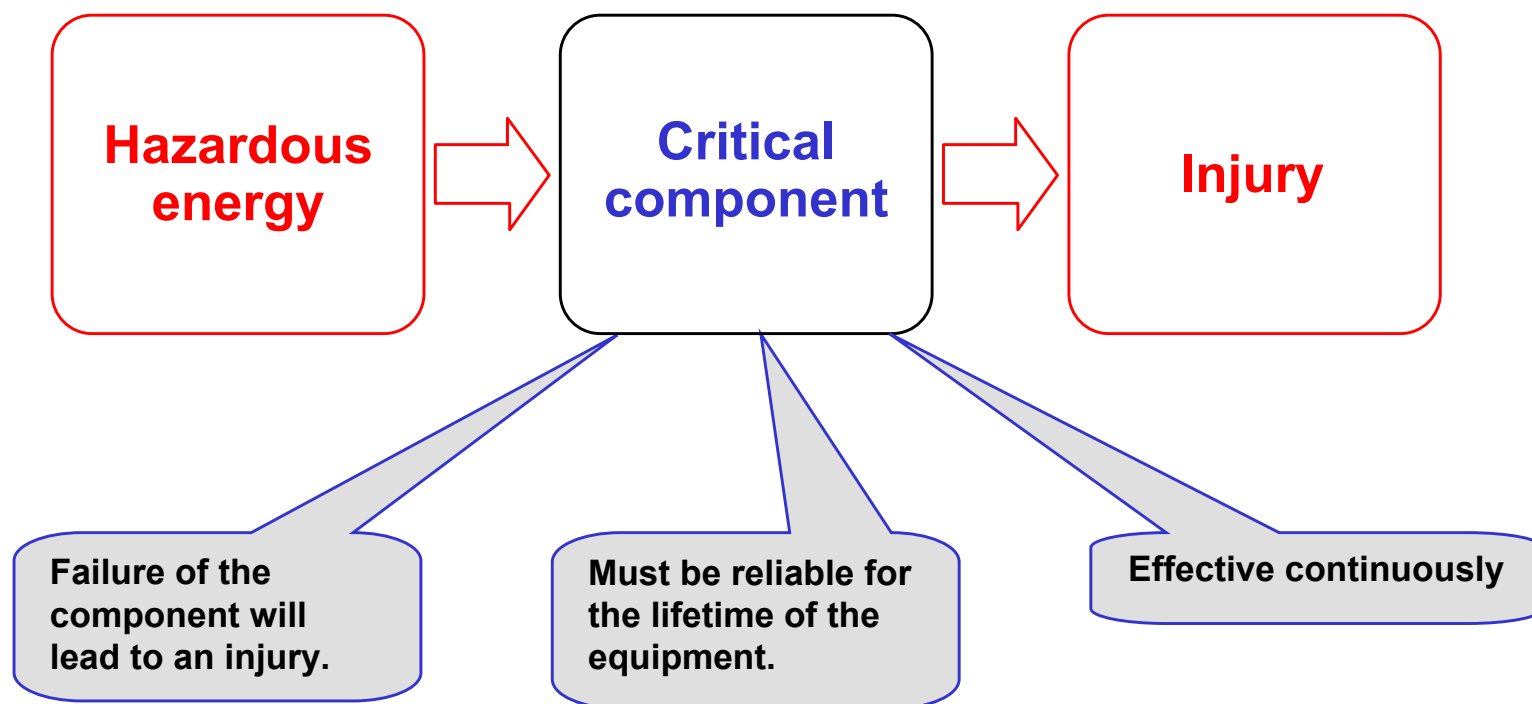 Hazardous
energy
Critical
component
Injury
Failure of the
component will
lead to an injury.
Must be reliable for
the lifetime of the
equipment.
Effective continuously